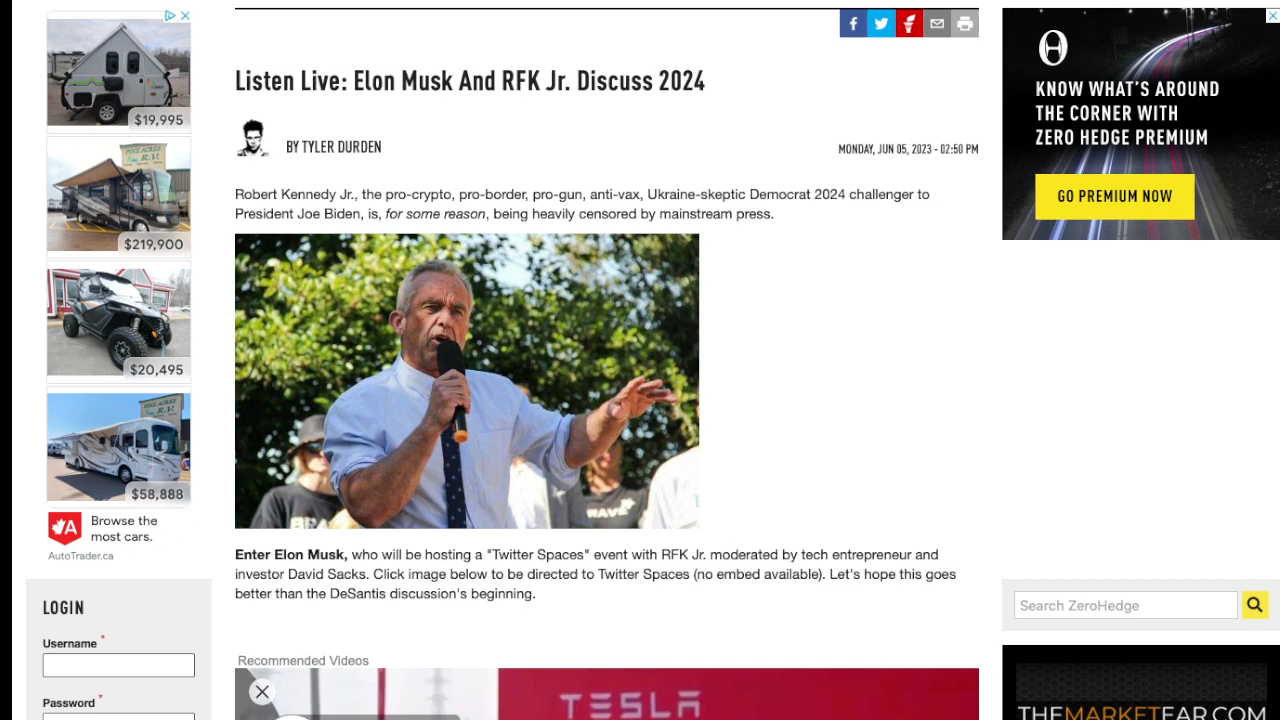 $19,995
$219,900
$20,495
$58,888
Browse the
most cars.
AutoTrader.ca
LOGIN
Username *
Password *
Listen Live: Elon Musk And RFK Jr. Discuss 2024
BY TYLER DURDEN
MONDAY, JUN 05, 2023 - 02:50 PM
Robert Kennedy Jr., the pro-crypto, pro-border, pro-gun, anti-vax, Ukraine-skeptic Democrat 2024 challenger to
President Joe Biden, is, for some reason, being heavily censored by mainstream press.
Enter Elon Musk, who will be hosting a "Twitter Spaces" event with RFK Jr. moderated by tech entrepreneur and
investor David Sacks. Click image below to be directed to Twitter Spaces (no embed available). Let's hope this goes
better than the DeSantis discussion's beginning.
Recommended Videos
TESLA
KNOW WHAT'S AROUND
THE CORNER WITH
ZERO HEDGE PREMIUM
GO PREMIUM NOW
Search ZeroHedge
THEMARKETEAR.COM